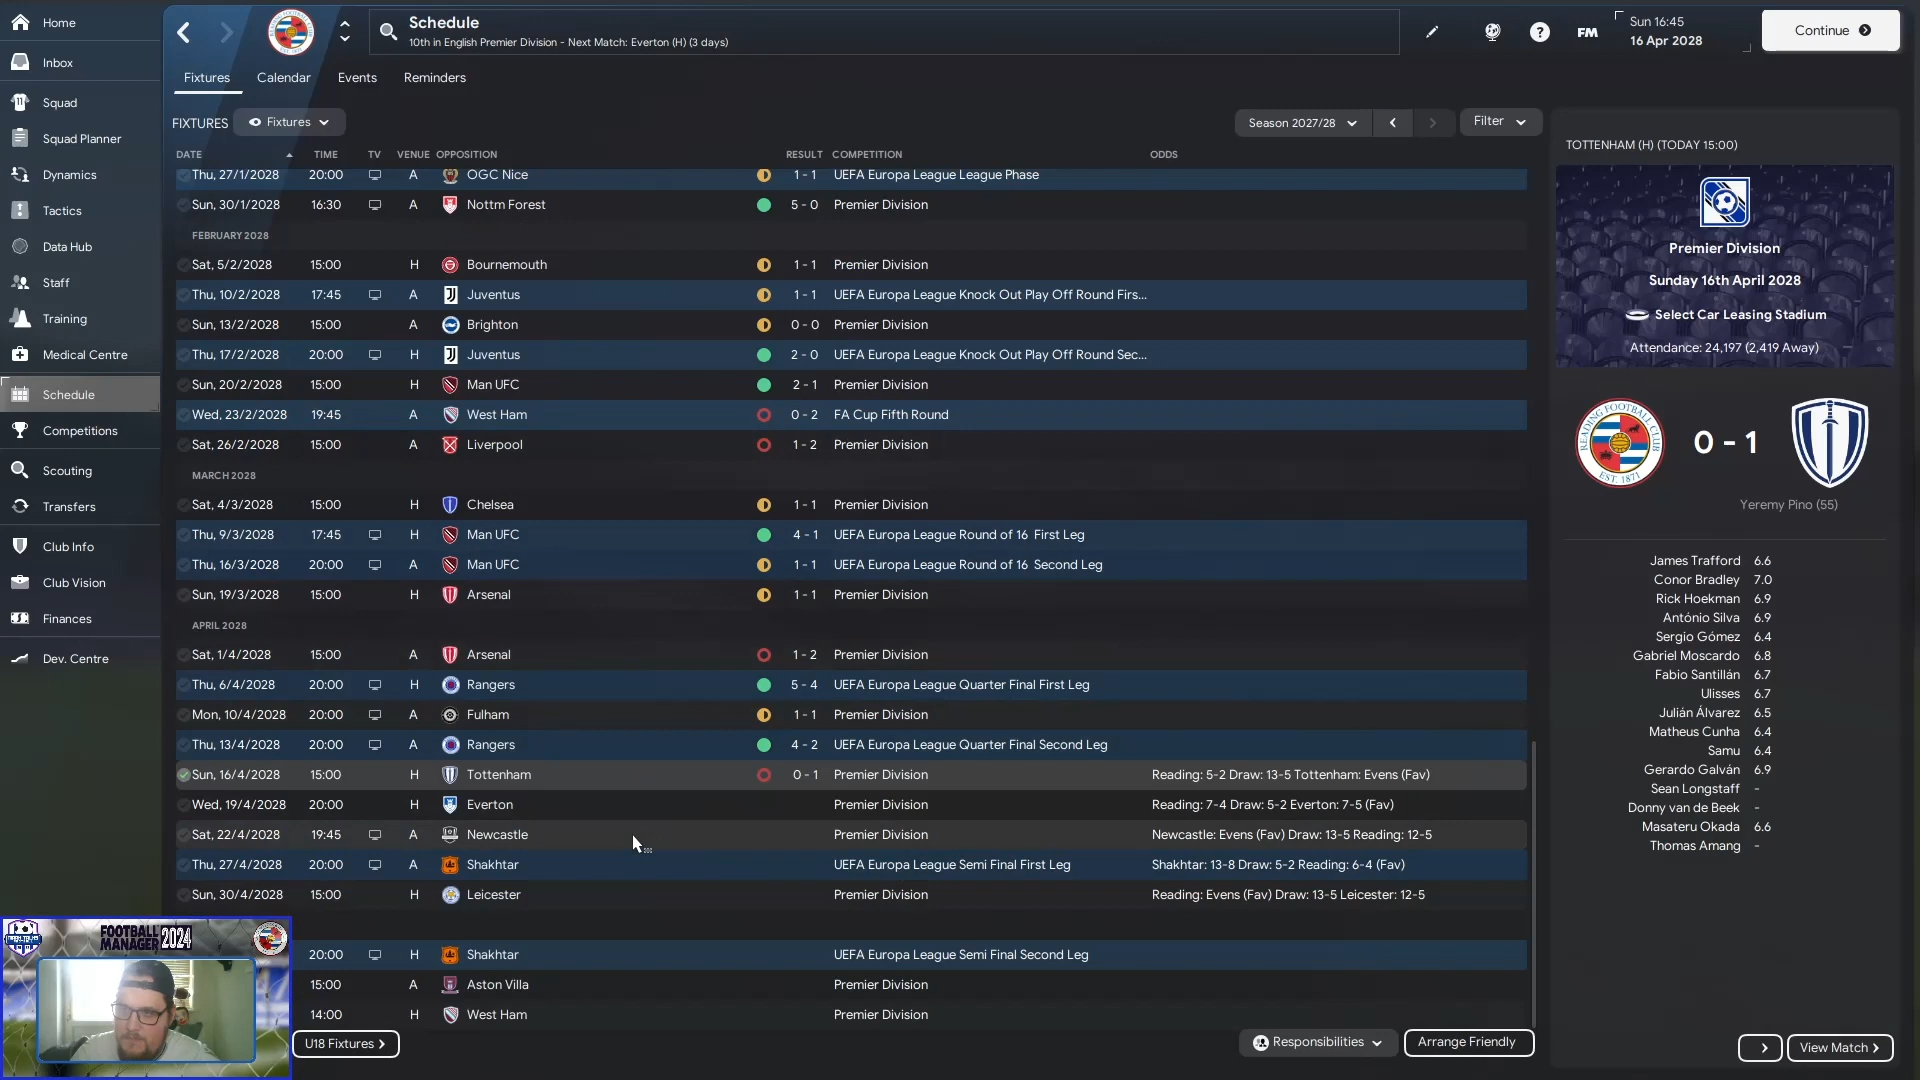 Home
Inbox
Squad
Squad Planner
Dynamics
Tactics
Data Hub
Staff
Training
Medical Centre
Schedule
Competitions
Scouting
Transfers
Club Info
Club Vision
Finances
Dev. Centre
Schedule
10th in English Premier Division - Next Match: Everton (H) (3 days)
FM
Sun 16:45
16 Apr 2028
Continue
Fixtures Calendar Events Reminders
FIXTURES Fixtures
Season 2027/28
Filter
DATE TIME TV VENUE OPPOSITION RESULT COMPETITION ODDS
Thu, 27/1/2028 20:00 A OGC Nice 1 - 1 UEFA Europa League League Phase
Sun, 30/1/2028 16:30 A Nottm Forest 5 - 0 Premier Division
FEBRUARY 2028
Sat, 5/2/2028 15:00 H Bournemouth 1 - 1 Premier Division
Thu, 10/2/2028 17:45 A Juventus 1 - 1 UEFA Europa League Knock Out Play Off Round Firs...
Sun, 13/2/2028 15:00 A Brighton 0 - 0 Premier Division
Thu, 17/2/2028 20:00 H Juventus 2 - 0 UEFA Europa League Knock Out Play Off Round Sec...
Sun, 20/2/2028 15:00 H Man UFC 2 - 1 Premier Division
Wed, 23/2/2028 19:45 A West Ham 0 - 2 FA Cup Fifth Round
Sat, 26/2/2028 15:00 A Liverpool 1 - 2 Premier Division
MARCH 2028
Sat, 4/3/2028 15:00 H Chelsea 1 - 1 Premier Division
Thu, 9/3/2028 17:45 H Man UFC 4 - 1 UEFA Europa League Round of 16 First Leg
Thu, 16/3/2028 20:00 A Man UFC 1 - 1 UEFA Europa League Round of 16 Second Leg
Sun, 19/3/2028 15:00 H Arsenal 1 - 1 Premier Division
APRIL 2028
Sat, 1/4/2028 15:00 A Arsenal 1 - 2 Premier Division
Thu, 6/4/2028 20:00 H Rangers 5 - 4 UEFA Europa League Quarter Final First Leg
Mon, 10/4/2028 20:00 A Fulham 1 - 1 Premier Division
Thu, 13/4/2028 20:00 A Rangers 4 - 2 UEFA Europa League Quarter Final Second Leg
Sun, 16/4/2028 15:00 H Tottenham 0 - 1 Premier Division Reading: 5-2 Draw: 13-5 Tottenham: Evens (Fav)
Wed, 19/4/2028 20:00 H Everton Premier Division Reading: 7-4 Draw: 5-2 Everton: 7-5 (Fav)
Sat, 22/4/2028 19:45 A Newcastle Premier Division Newcastle: Evens (Fav) Draw: 13-5 Reading: 12-5
Thu, 27/4/2028 20:00 A Shakhtar UEFA Europa League Semi Final First Leg Shakhtar: 13-8 Draw: 5-2 Reading: 6-4 (Fav)
Sun, 30/4/2028 15:00 H Leicester Premier Division Reading: Evens (Fav) Draw: 13-5 Leicester: 12-5
20:00 H Shakhtar UEFA Europa League Semi Final Second Leg
15:00 A Aston Villa Premier Division
14:00 H West Ham Premier Division
U18 Fixtures
Responsibilities
Arrange Friendly
TOTTENHAM (H) (TODAY 15:00)
Premier Division
Sunday 16th April 2028
Select Car Leasing Stadium
Attendance: 24,197 (2,419 Away)
READING FOOTBALL CLUB
EST. 1871
0 - 1
Yeremy Pino (55)
James Trafford 6.6
Conor Bradley 7.0
Rick Hoekman 6.9
António Silva 6.9
Sergio Gómez 6.4
Gabriel Moscardo 6.8
Fabio Santillán 6.7
Ulisses 6.7
Julián Álvarez 6.5
Matheus Cunha 6.4
Samu 6.4
Gerardo Galván 6.9
Sean Longstaff -
Donny van de Beek -
Masateru Okada 6.6
Thomas Amang -
View Match
FOOTBALL
MANAGER 2024